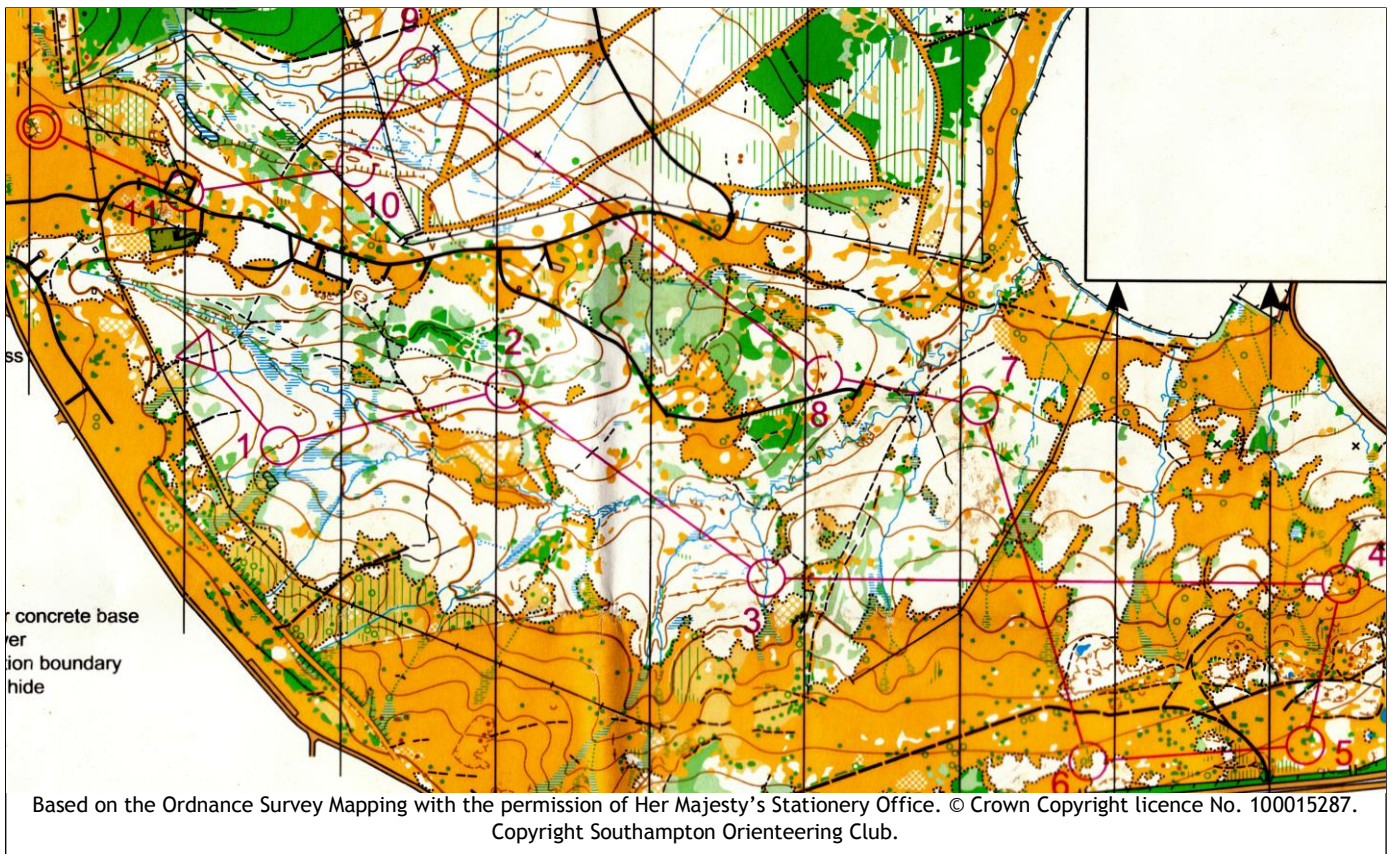 9
10
11
2
7
8
1
ss
4
3
r concrete base
ver
tion boundary
hide
5
6
Based on the Ordnance Survey Mapping with the permission of Her Majesty's Stationery Office. © Crown Copyright licence No. 100015287.
Copyright Southampton Orienteering Club.